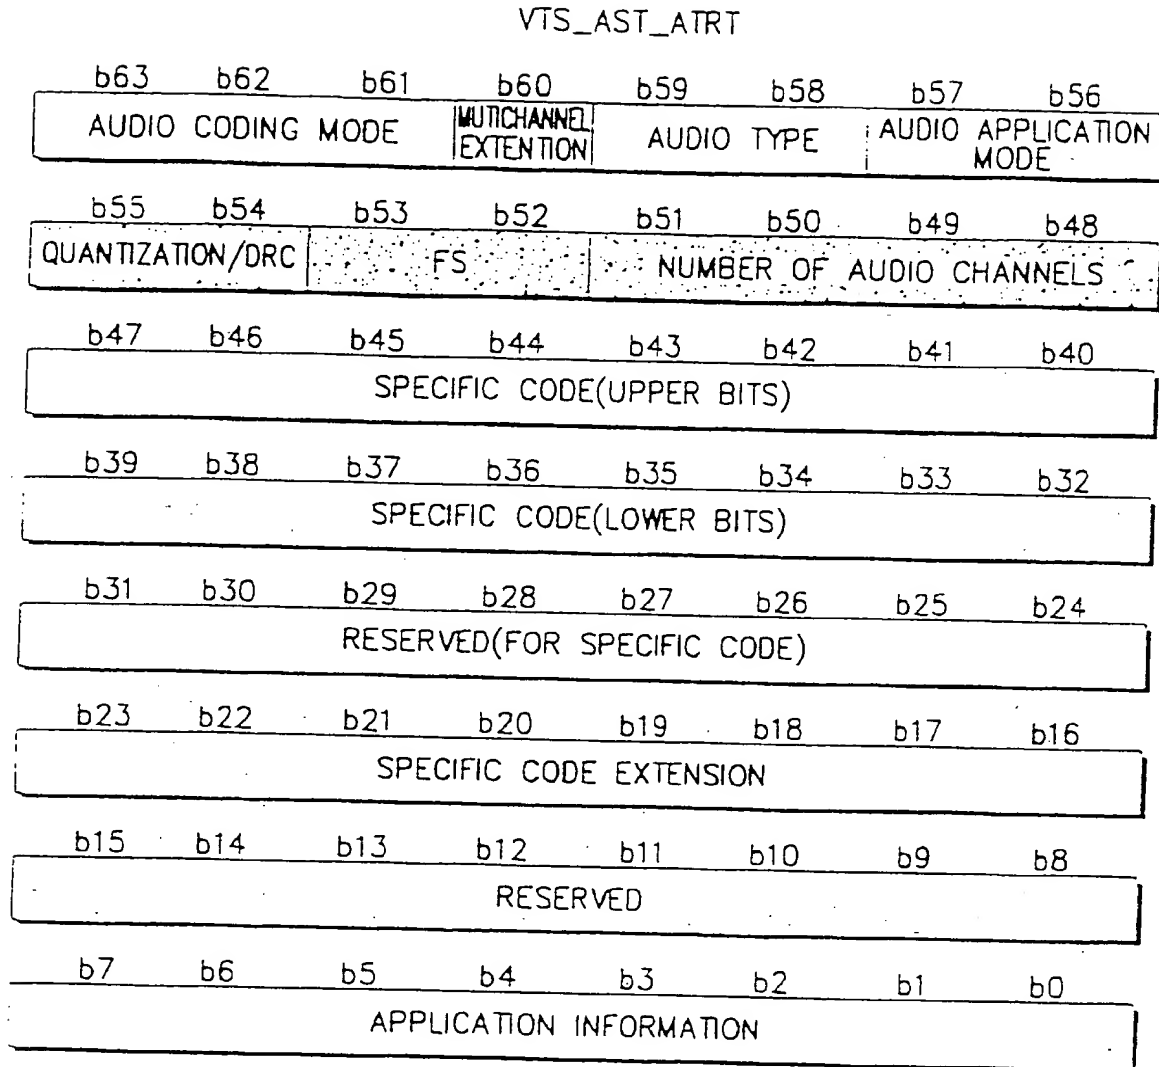 VTS_AST_ATRT
b63 b62 b61 b60 b59 b58 b57 b56
AUDIO CODING MODE
MUTICHANNEL
EXTENTION
AUDIO TYPE
AUDIO APPLICATION
MODE
b55 b54 b53 b52 b51 b50 b49 b48
QUANTIZATION/DRC FS NUMBER OF AUDIO CHANNELS
b47 b46 b45 b44 b43 b42 b41 b40
SPECIFIC CODE(UPPER BITS)
b39 b38 b37 b36 b35 b34 b33 b32
SPECIFIC CODE(LOWER BITS)
b31 b30 b29 b28 b27 b26 b25 b24
RESERVED(FOR SPECIFIC CODE)
b23 b22 b21 b20 b19 b18 b17 b16
SPECIFIC CODE EXTENSION
b15 b14 b13 b12 b11 b10 b9 b8
RESERVED
b7 b6 b5 b4 b3 b2 b1 b0
APPLICATION INFORMATION